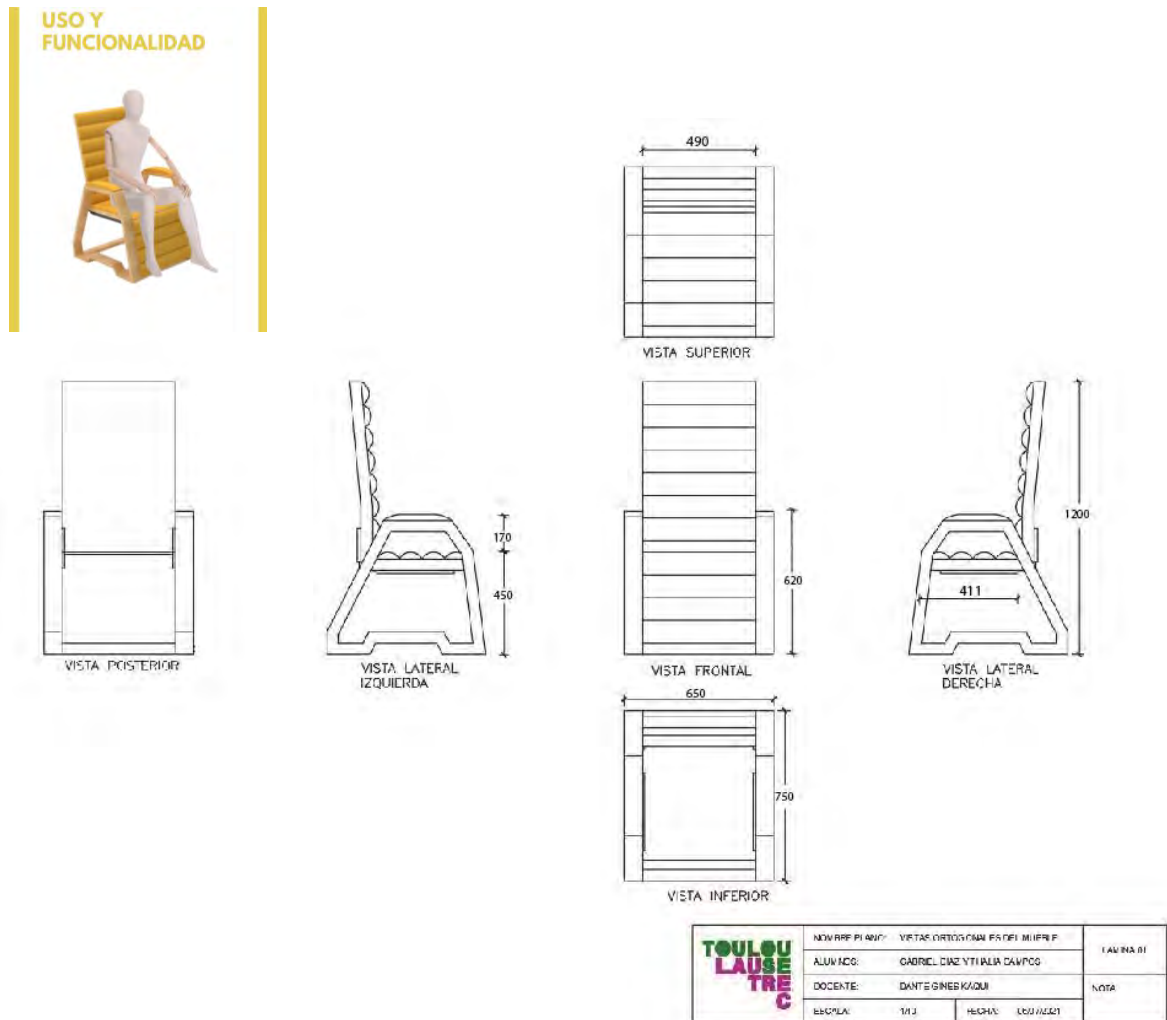 USO Y
FUNCIONALIDAD
490
VISTA SUPERIOR
170
450
620
1200
411
VISTA POSTERIOR
VISTA LATERAL
IZQUIERDA
VISTA FRONTAL
VISTA LATERAL
DERECHA
650
750
VISTA INFERIOR
TOULOU
LAUSE
TRE
C
NOMBRE PLANO: VISTAS ORTOGONALES DEL MUEBLE
LAMINA 01
ALUMNOS: GABRIEL DIAZ Y THALIA CAMPOS
DOCENTE: DANTE GINES KAQUI
NOTA
ESCALA: FECHA: